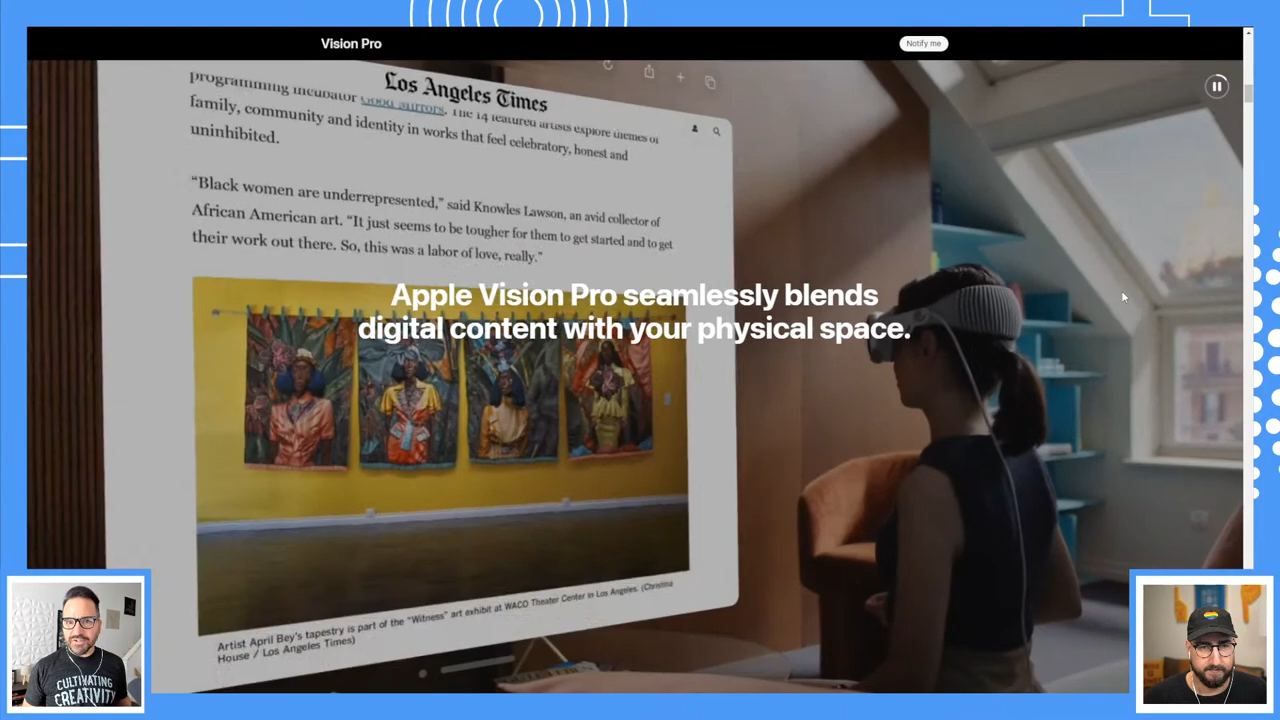 Vision Pro
Notify me
Los Angeles Times
programming incubator Good Mirrors. The 14 featured artists explore themes of
family, community and identity in works that feel celebratory, honest and
uninhibited.
“Black women are underrepresented,” said Knowles Lawson, an avid collector of
African American art. “It just seems to be tougher for them to get started and to get
their work out there. So, this was a labor of love, really.”
Apple Vision Pro seamlessly blends
digital content with your physical space.
Artist April Bey’s tapestry is part of the “Witness” art exhibit at WACO Theater Center in Los Angeles. (Christina
House / Los Angeles Times)
CULTIVATING
CREATIVITY